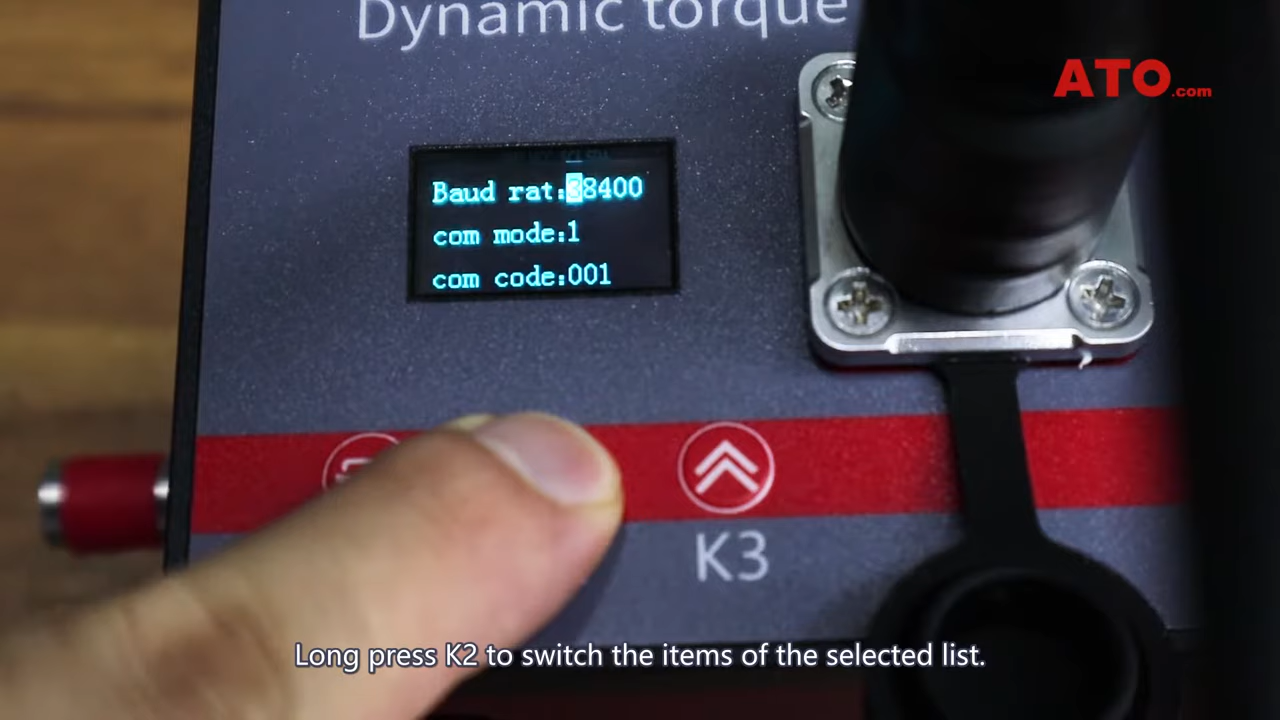 Dynamic torque
ATO.com
Baud rat:38400
com mode:1
com code:001
K3
Long press K2 to switch the items of the selected list.